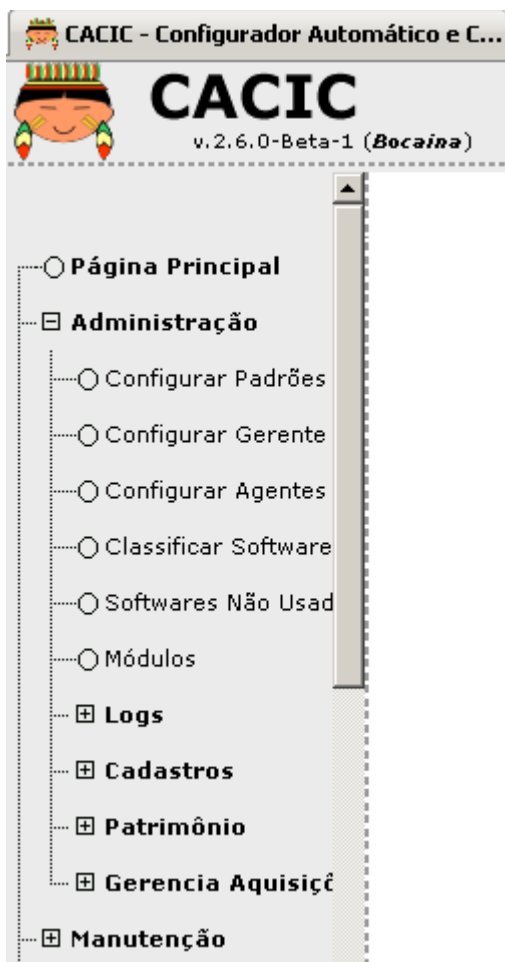 CACIC - Configurador Automático e C...
CACIC
v.2.6.0-Beta-1 (Bocaina)
Página Principal
Administração
Configurar Padrões
Configurar Gerente
Configurar Agentes
Classificar Software
Softwares Não Usad
Módulos
Logs
Cadastros
Patrimônio
Gerencia Aquisiçõ
Manutenção